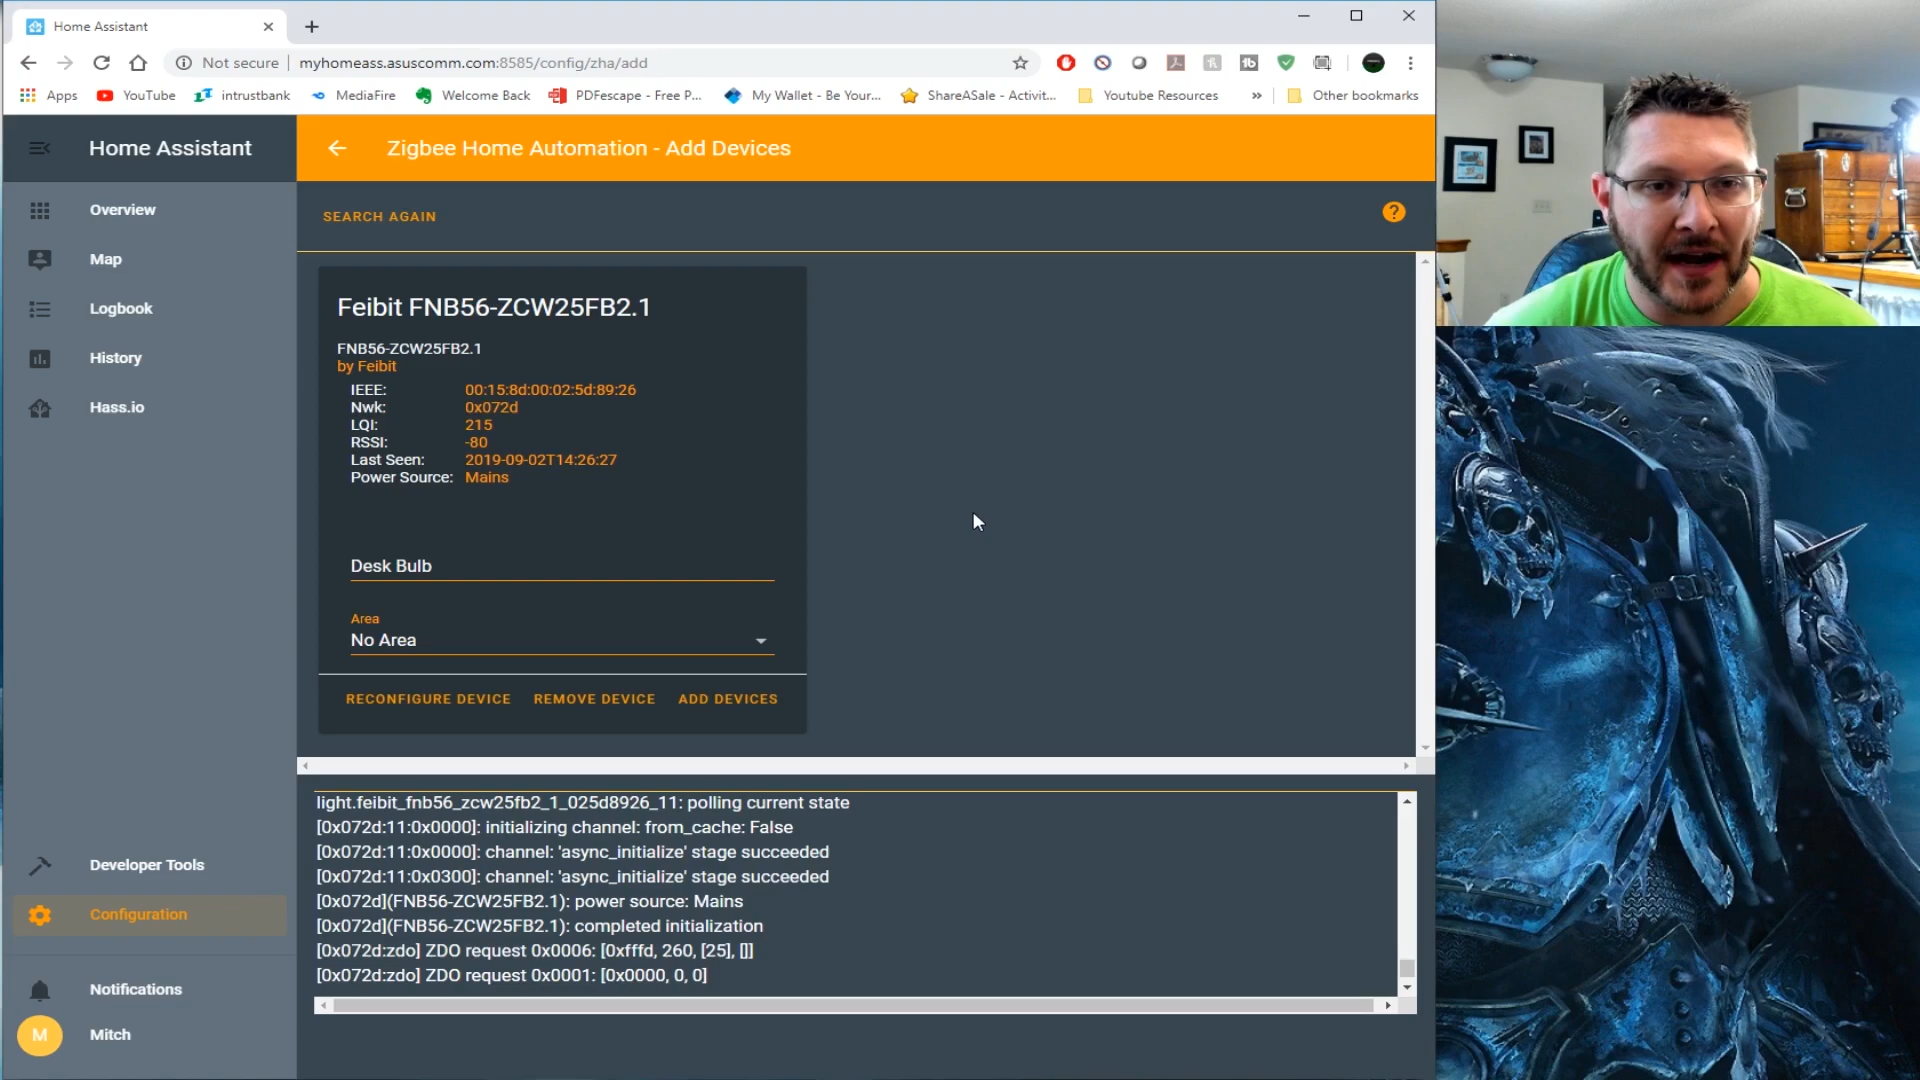 Home Assistant
Not secure | myhomeass.asuscomm.com:8585/config/zha/add
Apps YouTube intrustbank MediaFire Welcome Back PDFescape - Free P... My Wallet - Be Your... ShareASale - Activit... Youtube Resources » Other bookmarks
Home Assistant
Zigbee Home Automation - Add Devices
Overview
Map
Logbook
History
Hass.io
Developer Tools
Configuration
Notifications
M Mitch
SEARCH AGAIN
?
Feibit FNB56-ZCW25FB2.1
FNB56-ZCW25FB2.1
by Feibit
IEEE: 00:15:8d:00:02:5d:89:26
Nwk: 0x072d
LQI: 215
RSSI: -80
Last Seen: 2019-09-02T14:26:27
Power Source: Mains
Desk Bulb
Area
No Area
RECONFIGURE DEVICE REMOVE DEVICE ADD DEVICES
light.feibit_fnb56_zcw25fb2_1_025d8926_11: polling current state
[0x072d:11:0x0000]: initializing channel: from_cache: False
[0x072d:11:0x0000]: channel: 'async_initialize' stage succeeded
[0x072d:11:0x0300]: channel: 'async_initialize' stage succeeded
[0x072d](FNB56-ZCW25FB2.1): power source: Mains
[0x072d](FNB56-ZCW25FB2.1): completed initialization
[0x072d:zdo] ZDO request 0x0006: [0xfffd, 260, [25], []]
[0x072d:zdo] ZDO request 0x0001: [0x0000, 0, 0]